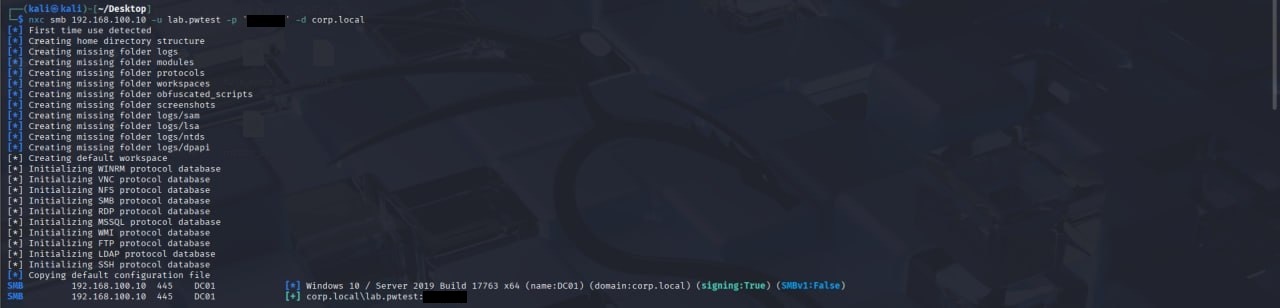 (kali㉿kali)-[~/Desktop]
$ nxc smb 192.168.100.10 -u lab.pwtest -p ' ' -d corp.local
[*] First time use detected
[*] Creating home directory structure
[*] Creating missing folder logs
[*] Creating missing folder modules
[*] Creating missing folder protocols
[*] Creating missing folder workspaces
[*] Creating missing folder obfuscated_scripts
[*] Creating missing folder screenshots
[*] Creating missing folder logs/sam
[*] Creating missing folder logs/lsa
[*] Creating missing folder logs/ntds
[*] Creating missing folder logs/dpapi
[*] Creating default workspace
[*] Initializing WINRM protocol database
[*] Initializing VNC protocol database
[*] Initializing NFS protocol database
[*] Initializing SMB protocol database
[*] Initializing RDP protocol database
[*] Initializing MSSQL protocol database
[*] Initializing WMI protocol database
[*] Initializing FTP protocol database
[*] Initializing LDAP protocol database
[*] Initializing SSH protocol database
[*] Copying default configuration file
SMB 192.168.100.10 445 DC01 [*] Windows 10 / Server 2019 Build 17763 x64 (name:DC01) (domain:corp.local) (signing:True) (SMBv1:False)
SMB 192.168.100.10 445 DC01 [+] corp.local\lab.pwtest: